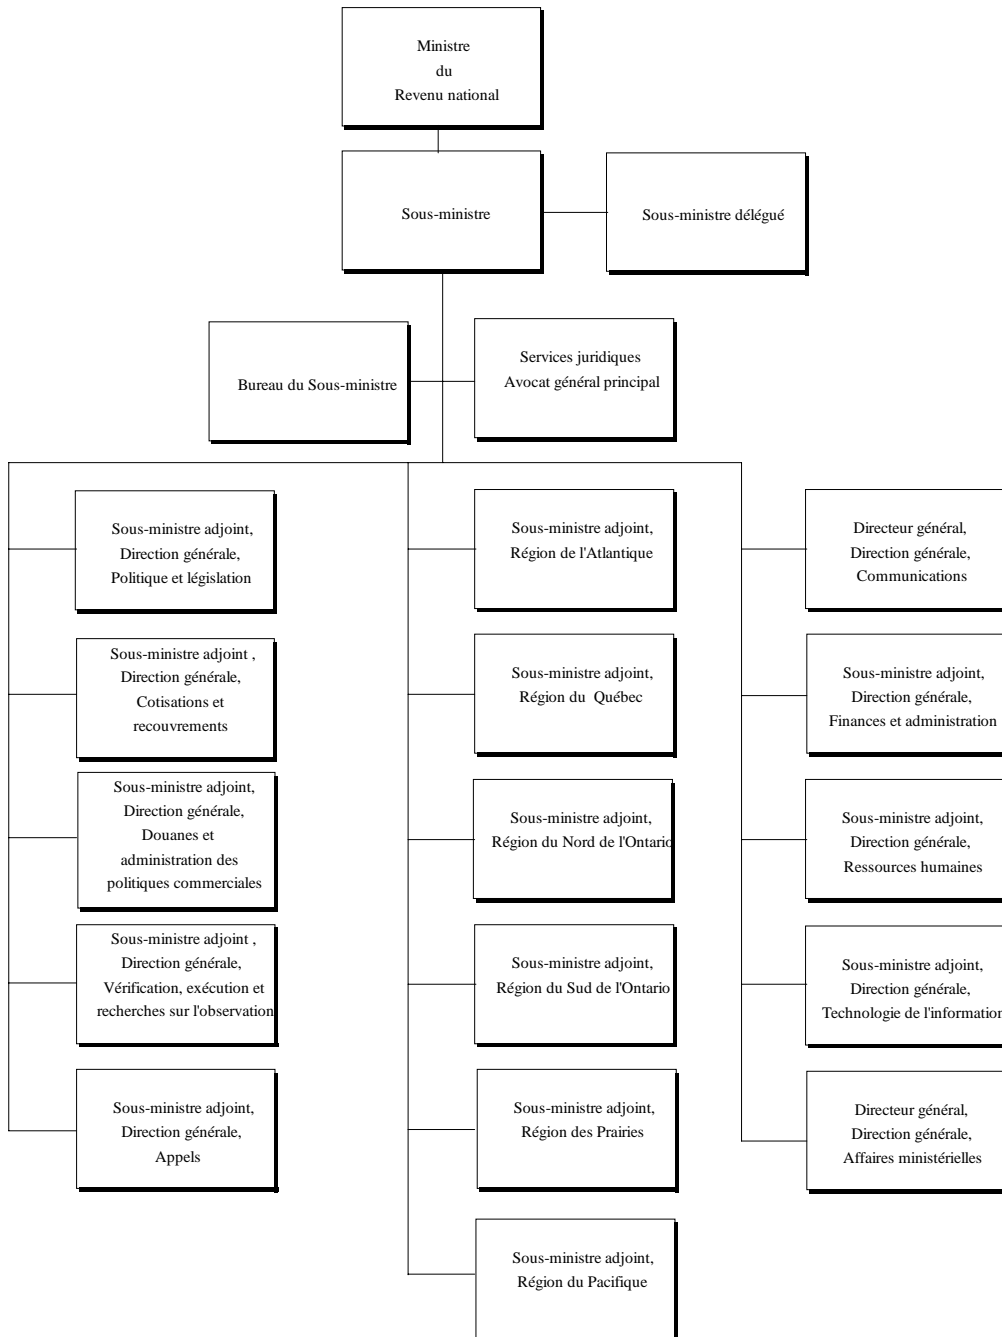 Ministre
du
Revenu national
Sous-ministre
Sous-ministre délégué
Bureau du Sous-ministre
Services juridiques
Avocat général principal
Sous-ministre adjoint,
Direction générale,
Politique et législation
Sous-ministre adjoint ,
Direction générale,
Cotisations et
recouvrements
Sous-ministre adjoint,
Direction générale,
Douanes et
administration des
politiques commerciales
Sous-ministre adjoint ,
Direction générale,
Vérification, exécution et
recherches sur l'observation
Sous-ministre adjoint,
Direction générale,
Appels
Sous-ministre adjoint,
Région de l'Atlantique
Sous-ministre adjoint,
Région du  Québec
Sous-ministre adjoint,
Région du Nord de l'Ontario
Sous-ministre adjoint,
Région du Sud de l'Ontario
Sous-ministre adjoint,
Région des Prairies
Sous-ministre adjoint,
Région du Pacifique
Directeur général,
Direction générale,
Communications
Sous-ministre adjoint,
Direction générale,
Finances et administration
Sous-ministre adjoint,
Direction générale,
Ressources humaines
Sous-ministre adjoint,
Direction générale,
Technologie de l'information
Directeur général,
Direction générale,
Affaires ministérielles